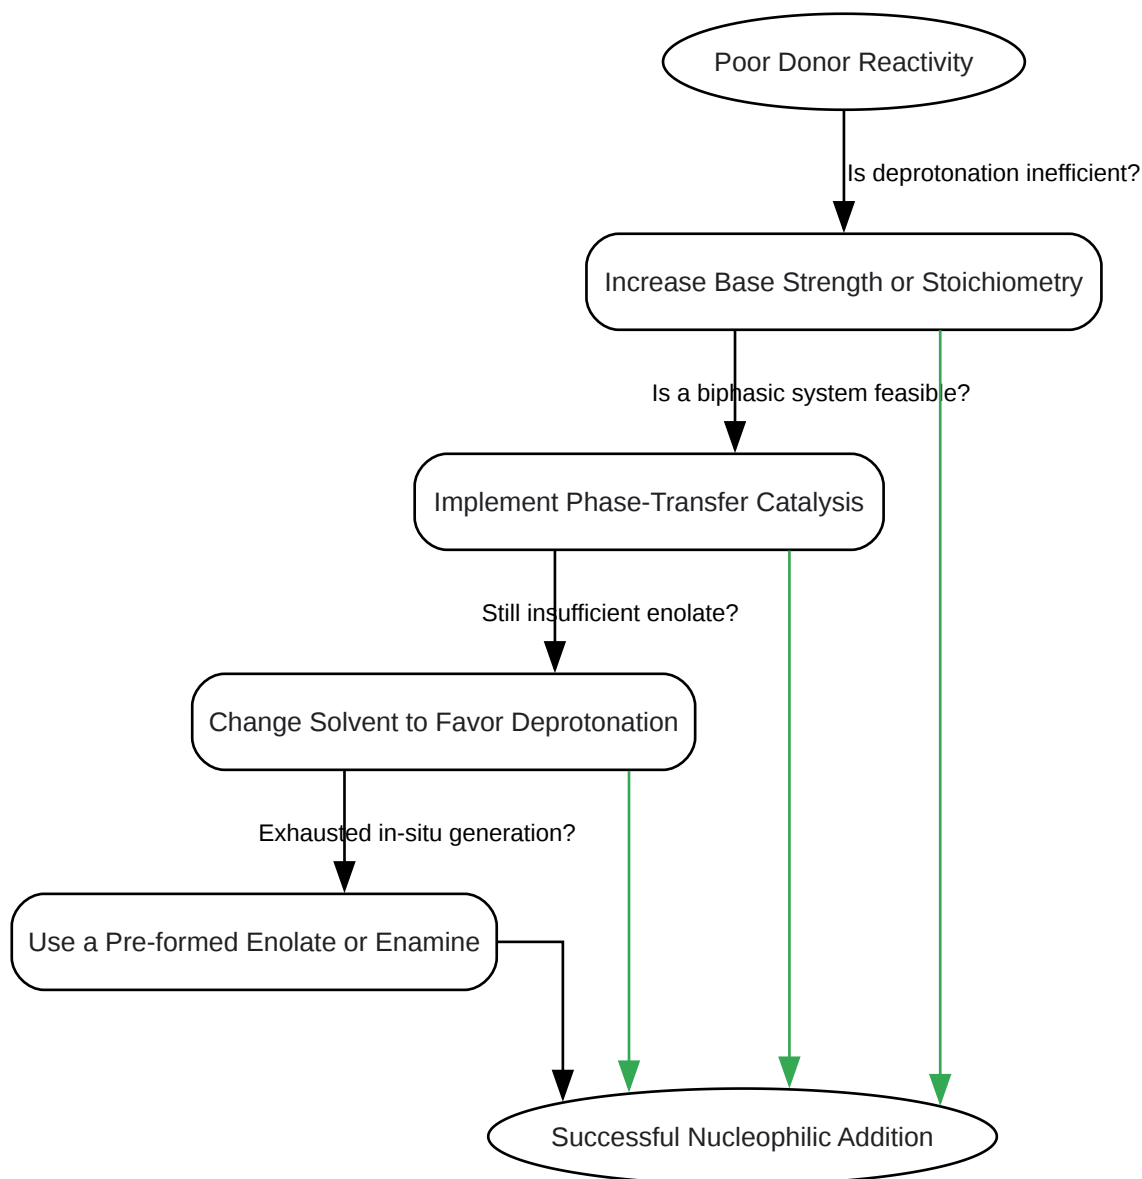 Poor Donor Reactivity
Is deprotonation inefficient?
Increase Base Strength or Stoichiometry
Is a biphasic system feasible?
Implement Phase-Transfer Catalysis
Still insufficient enolate?
Change Solvent to Favor Deprotonation
Exhausted in-situ generation?
Use a Pre-formed Enolate or Enamine
Successful Nucleophilic Addition